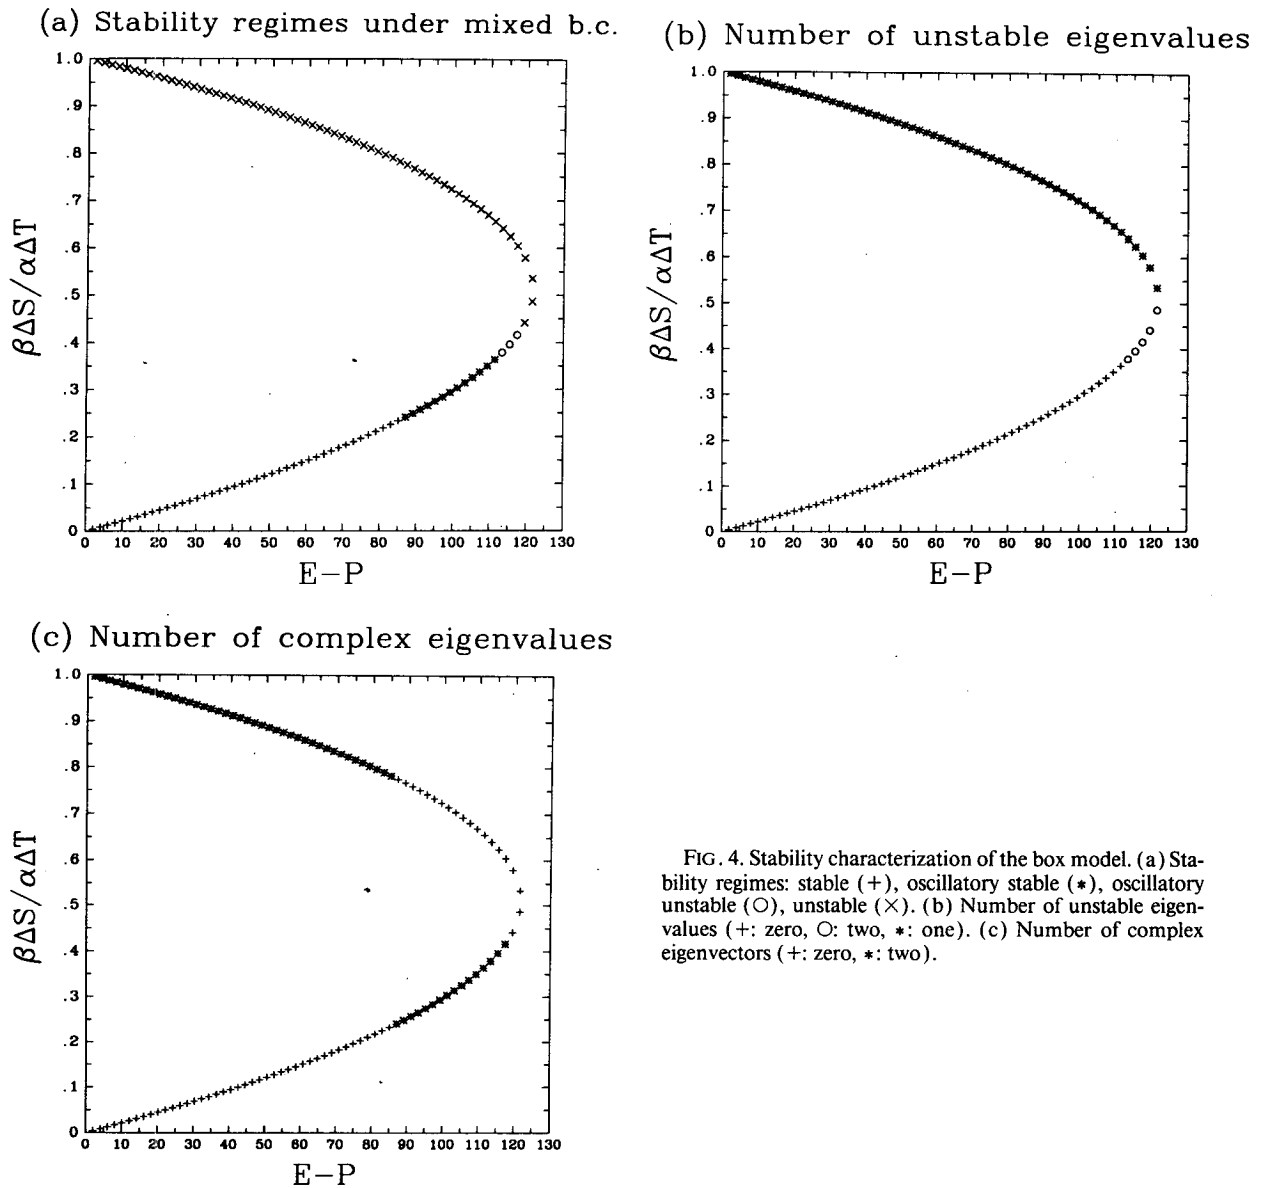 (a) Stability regimes under mixed b.c.
1.0
.9
.8
.7
.6
.5
.4
.3
.2
.1
0
βΔS/αΔT
0 10 20 30 40 50 60 70 80 90 100 110 120 130
E−P
(b) Number of unstable eigenvalues
1.0
.9
.8
.7
.6
.5
.4
.3
.2
.1
0
βΔS/αΔT
0 10 20 30 40 50 60 70 80 90 100 110 120 130
E−P
(c) Number of complex eigenvalues
1.0
.9
.8
.7
.6
.5
.4
.3
.2
.1
0
βΔS/αΔT
0 10 20 30 40 50 60 70 80 90 100 110 120 130
E−P
FIG. 4. Stability characterization of the box model. (a) Sta-
bility regimes: stable (+), oscillatory stable (∗), oscillatory
unstable (○), unstable (×). (b) Number of unstable eigen-
values (+: zero, ○: two, ∗: one). (c) Number of complex
eigenvectors (+: zero, ∗: two).